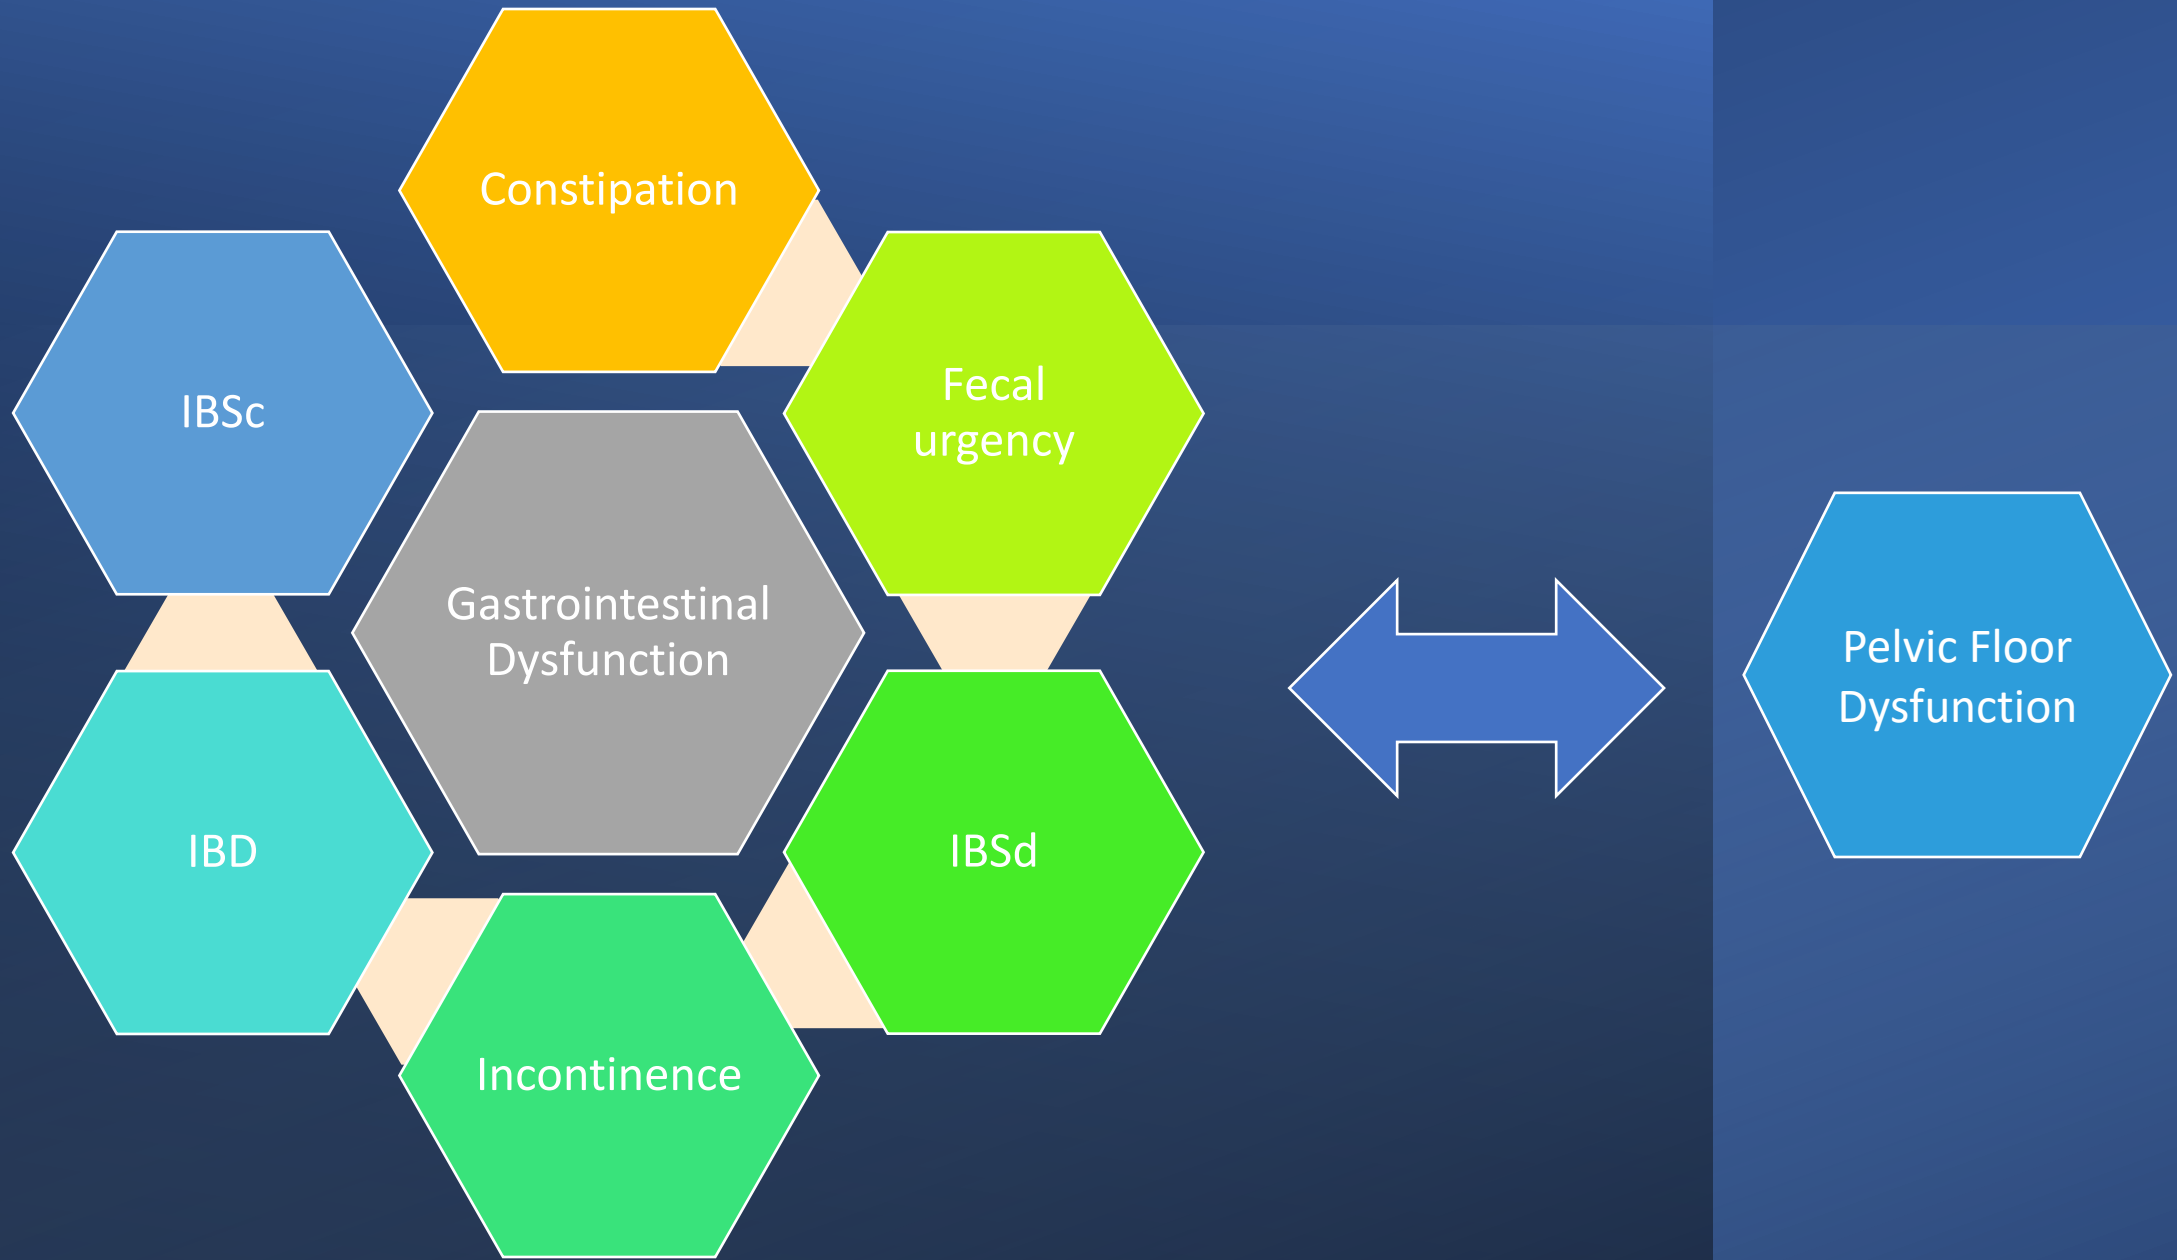 Constipation
IBSc
Fecal
urgency
Gastrointestinal
Dysfunction
Pelvic Floor
Dysfunction
IBD
IBSd
Incontinence